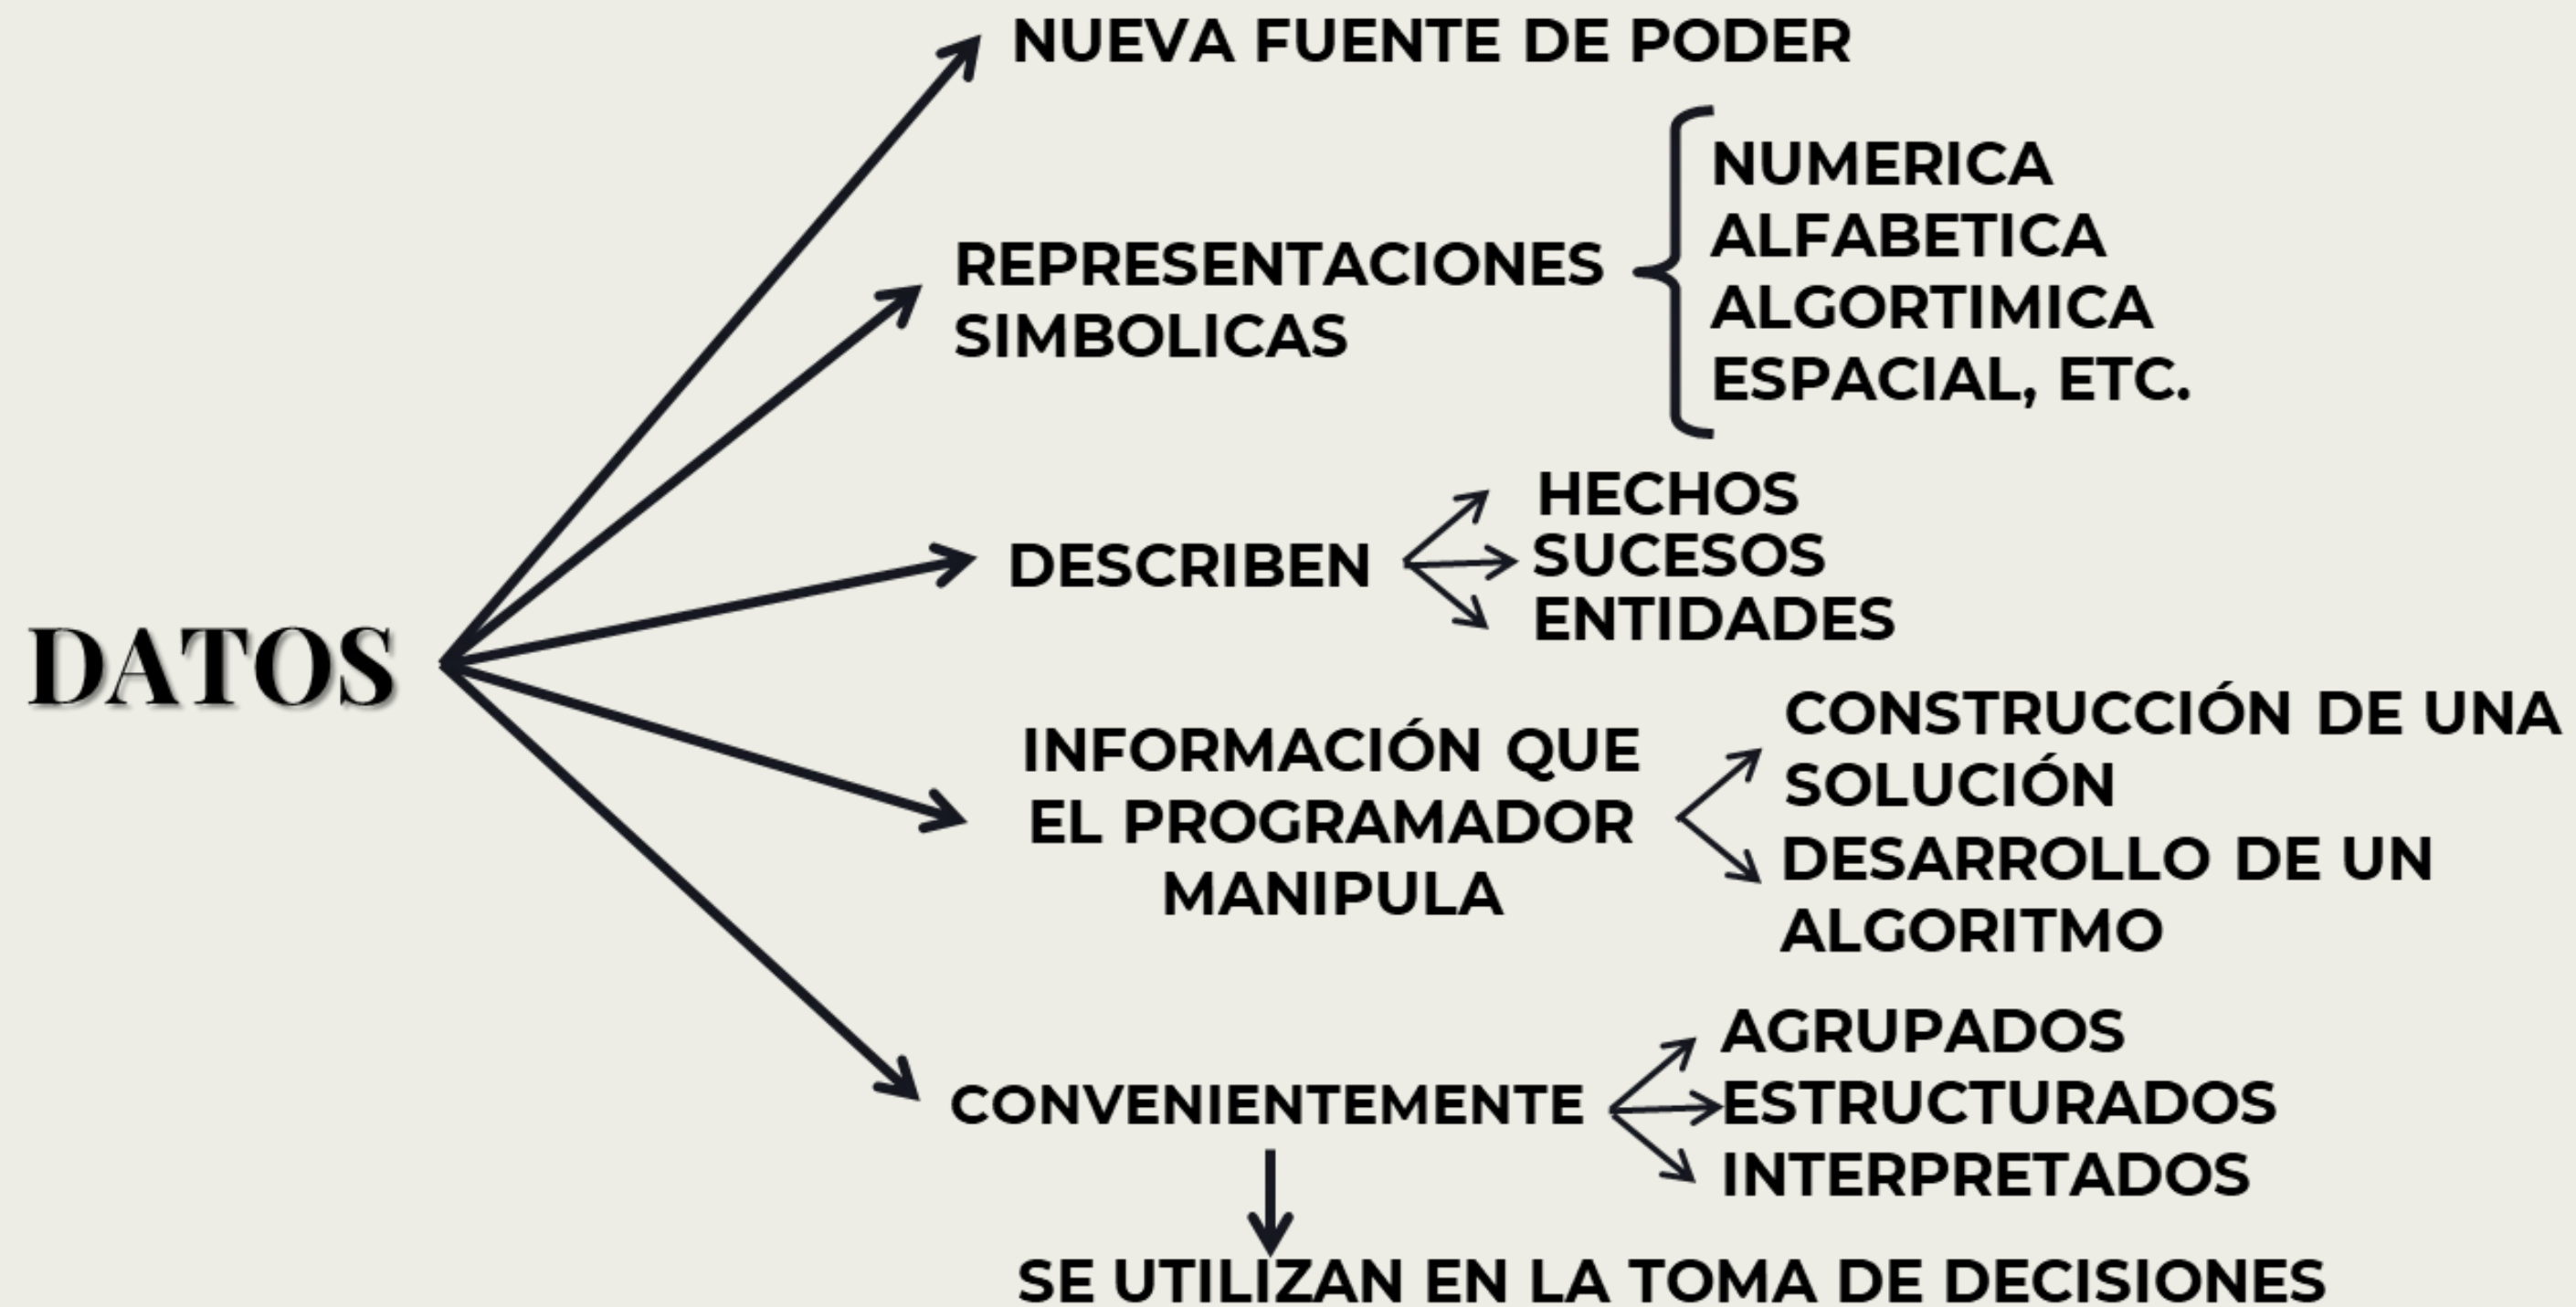 DATOS
NUEVA FUENTE DE PODER
REPRESENTACIONES
SIMBOLICAS
NUMERICA
ALFABETICA
ALGORTIMICA
ESPACIAL, ETC.
DESCRIBEN
HECHOS
SUCESOS
ENTIDADES
INFORMACIÓN QUE
EL PROGRAMADOR
MANIPULA
CONSTRUCCIÓN DE UNA
SOLUCIÓN
DESARROLLO DE UN
ALGORITMO
CONVENIENTEMENTE
AGRUPADOS
ESTRUCTURADOS
INTERPRETADOS
SE UTILIZAN EN LA TOMA DE DECISIONES